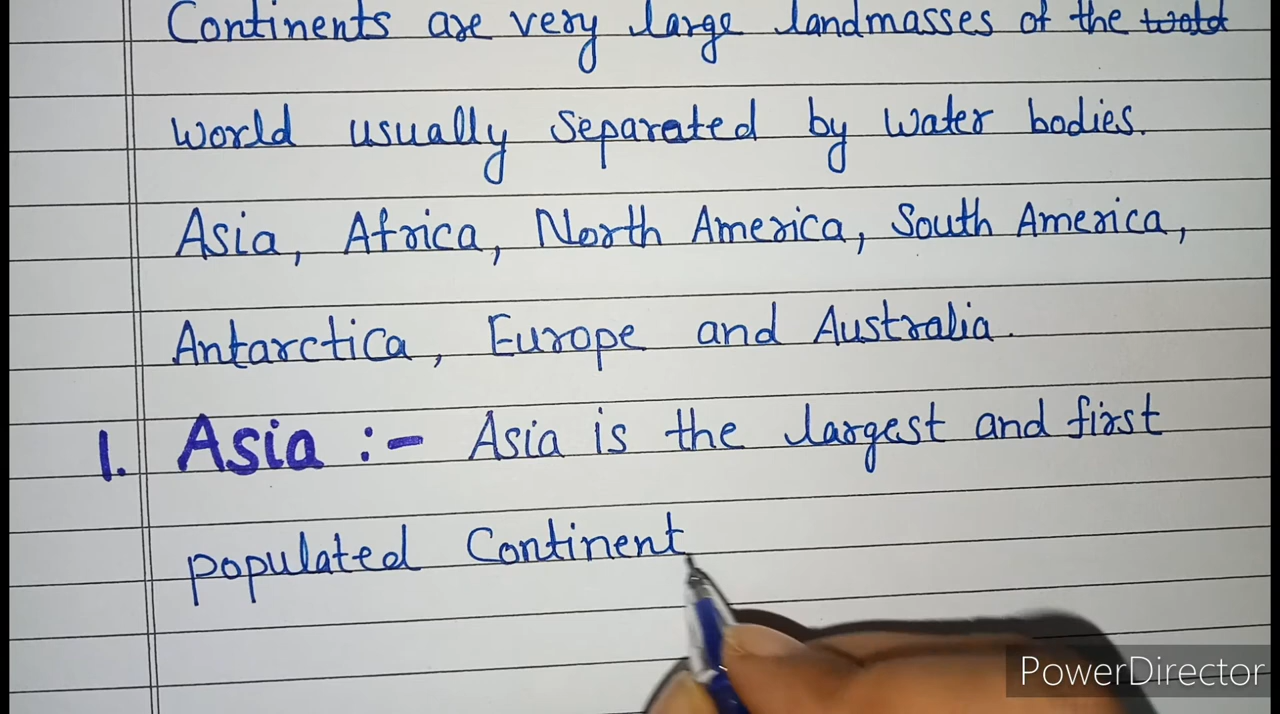 Continents are very large landmasses of the
world usually separated by water bodies.
Asia, Africa, North America, South America,
Antarctica, Europe and Australia.
1. Asia :- Asia is the largest and first
populated Continent
PowerDirector